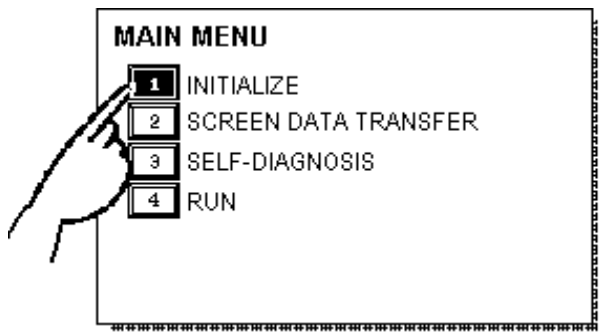 MAIN MENU
1 INITIALIZE
2 SCREEN DATA TRANSFER
3 SELF-DIAGNOSIS
4 RUN